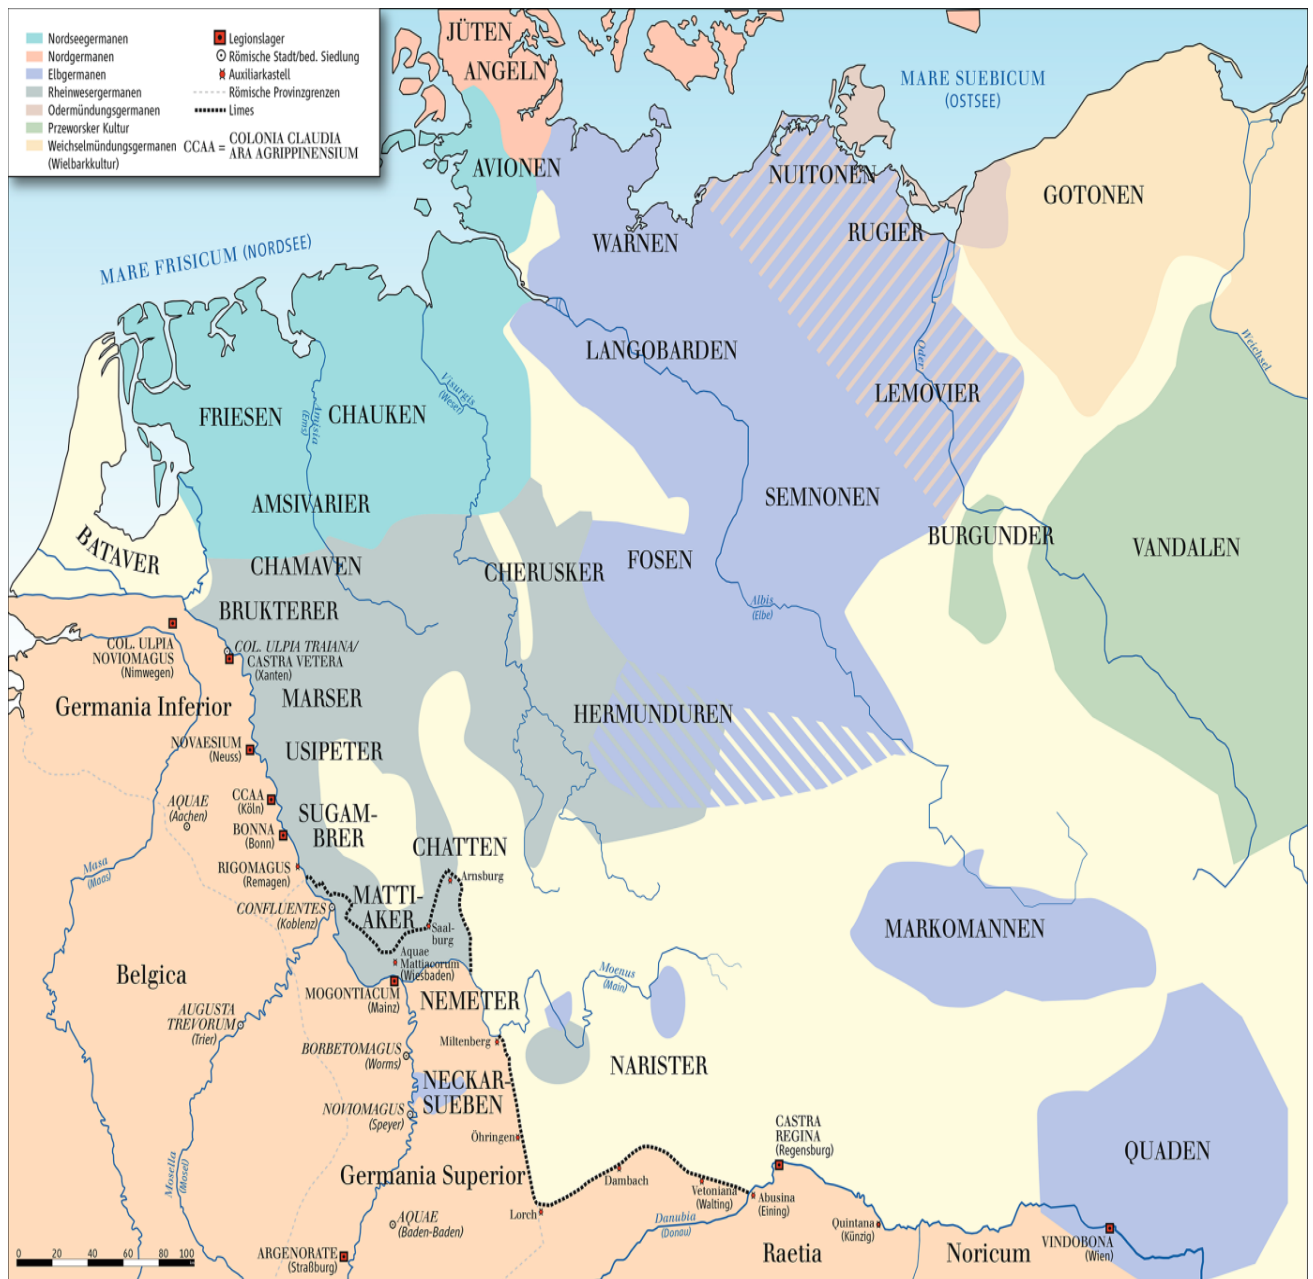 Nordseegermanen
Nordgermanen
Elbgermanen
Rheinwesergermanen
Odermündungsgermanen
Przeworsker Kultur
Weichselmündungsgermanen
(Wielbarkkultur)
Legionslager
Römische Stadt/bed. Siedlung
Auxiliarkastell
Römische Provinzgrenzen
Limes
CCAA = COLONIA CLAUDIA
ARA AGRIPPINENSIUM
JÜTEN
ANGELN
MARE SUEBICUM
(OSTSEE)
AVIONEN
NUITONEN
GOTONEN
RUGIER
WARNEN
MARE FRISICUM (NORDSEE)
Weichsel
LANGOBARDEN
Oder
Visurgis
(Weser)
LEMOVIER
FRIESEN
Amisia
(Ems)
CHAUKEN
AMSIVARIER
SEMNONEN
BATAVER
BURGUNDER
VANDALEN
CHAMAVEN
CHERUSKER
FOSEN
BRUKTERER
Albis
(Elbe)
COL. ULPIA
NOVIOMAGUS
(Nimwegen)
COL. ULPIA TRAIANA/
CASTRA VETERA
(Xanten)
MARSER
Germania Inferior
HERMUNDUREN
NOVAESIUM
(Neuss)
USIPETER
AQUAE
(Aachen)
CCAA
(Köln)
SUGAM-
BRER
BONNA
(Bonn)
CHATTEN
RIGOMAGUS
(Remagen)
Masa
(Maas)
Arnsburg
MATTI-
AKER
CONFLUENTES
(Koblenz)
Saal-
burg
MARKOMANNEN
Aquae
Mattiacorum
(Wiesbaden)
Belgica
Moenus
(Main)
MOGONTIACUM
(Mainz)
NEMETER
AUGUSTA
TREVORUM
(Trier)
Miltenberg
BORBETOMAGUS
(Worms)
NARISTER
NECKAR-
SUEBEN
NOVIOMAGUS
(Speyer)
Öhringen
CASTRA
REGINA
(Regensburg)
QUADEN
Mosella
(Mosel)
Germania Superior
Dambach
Vetoniana
(Walting)
Abusina
(Eining)
Lorch
AQUAE
(Baden-Baden)
Danubia
(Donau)
Quintana
(Künzig)
Raetia
Noricum
VINDOBONA
(Wien)
ARGENORATE
(Straßburg)
0 20 40 60 80 100